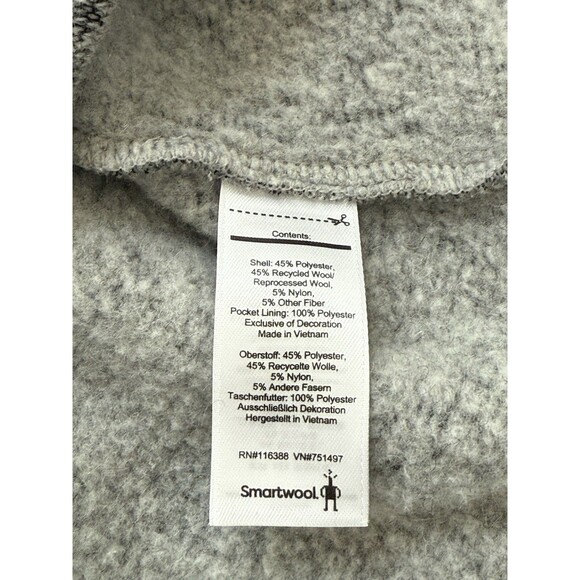 Contents:
Shell: 45% Polyester,
45% Recycled Wool/
Reprocessed Wool,
5% Nylon,
5% Other Fiber
Pocket Lining: 100% Polyester
Exclusive of Decoration
Made in Vietnam
Oberstoff: 45% Polyester,
45% Recycelte Wolle,
5% Nylon,
5% Andere Fasern
Taschenfutter: 100% Polyester
Ausschließlich Dekoration
Hergestellt in Vietnam
RN#116388 VN#751497
Smartwool.